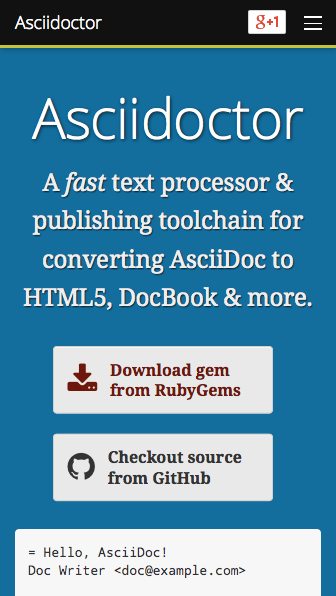 Asciidoctor
g+1
Asciidoctor
A fast text processor &
publishing toolchain for
converting AsciiDoc to
HTML5, DocBook & more.
Download gem
from RubyGems
Checkout source
from GitHub
= Hello, AsciiDoc!
Doc Writer <doc@example.com>